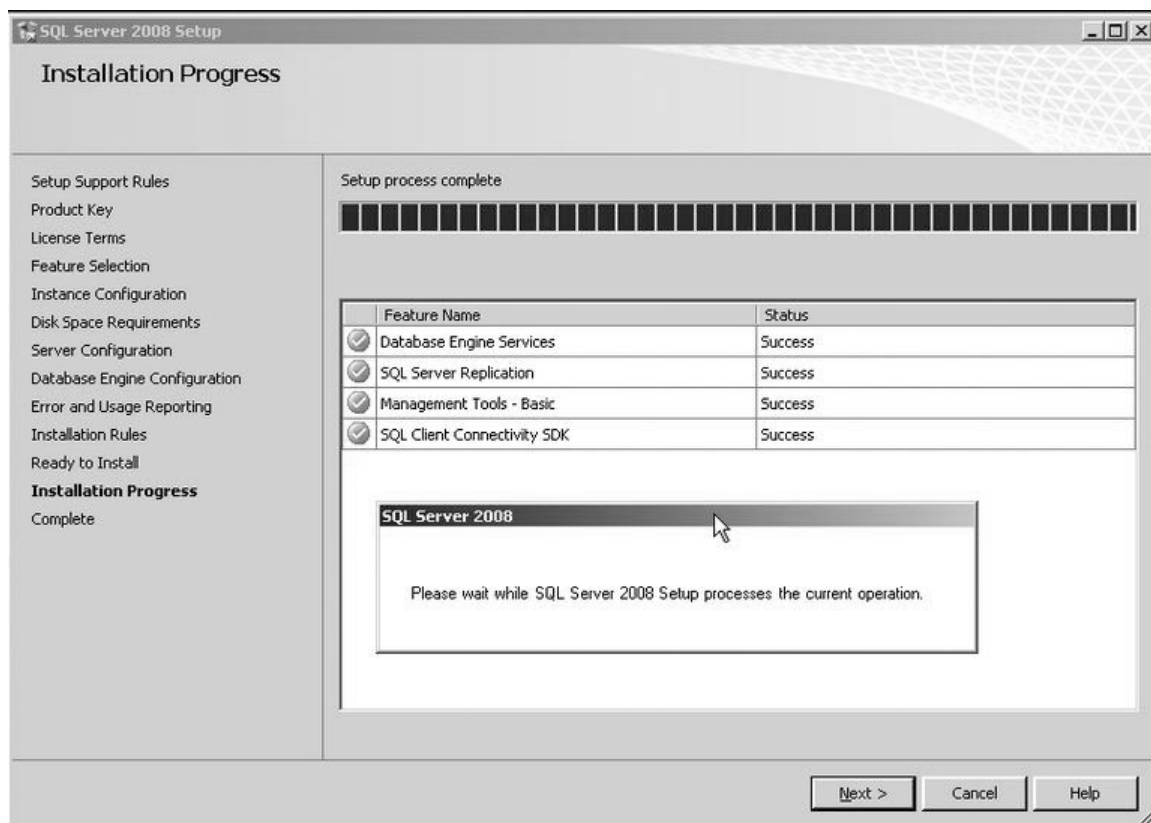 SQL Server 2008 Setup
Installation Progress
Setup Support Rules
Product Key
License Terms
Feature Selection
Instance Configuration
Disk Space Requirements
Server Configuration
Database Engine Configuration
Error and Usage Reporting
Installation Rules
Ready to Install
Installation Progress
Complete
Setup process complete
Feature Name Status
Database Engine Services Success
SQL Server Replication Success
Management Tools - Basic Success
SQL Client Connectivity SDK Success
SQL Server 2008
Please wait while SQL Server 2008 Setup processes the current operation.
Next > Cancel Help